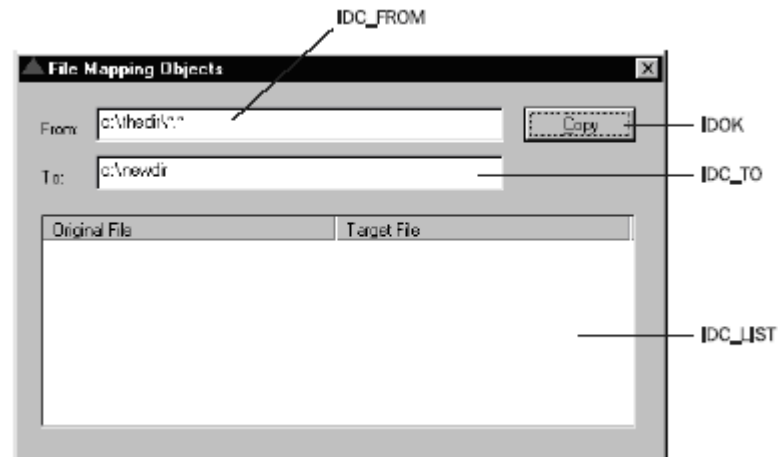 IDC_FROM
File Mapping Objects
From: c:\thedir\*.*
Copy
IDOK
To: c:\newdir
IDC_TO
Original File Target File
IDC_LIST